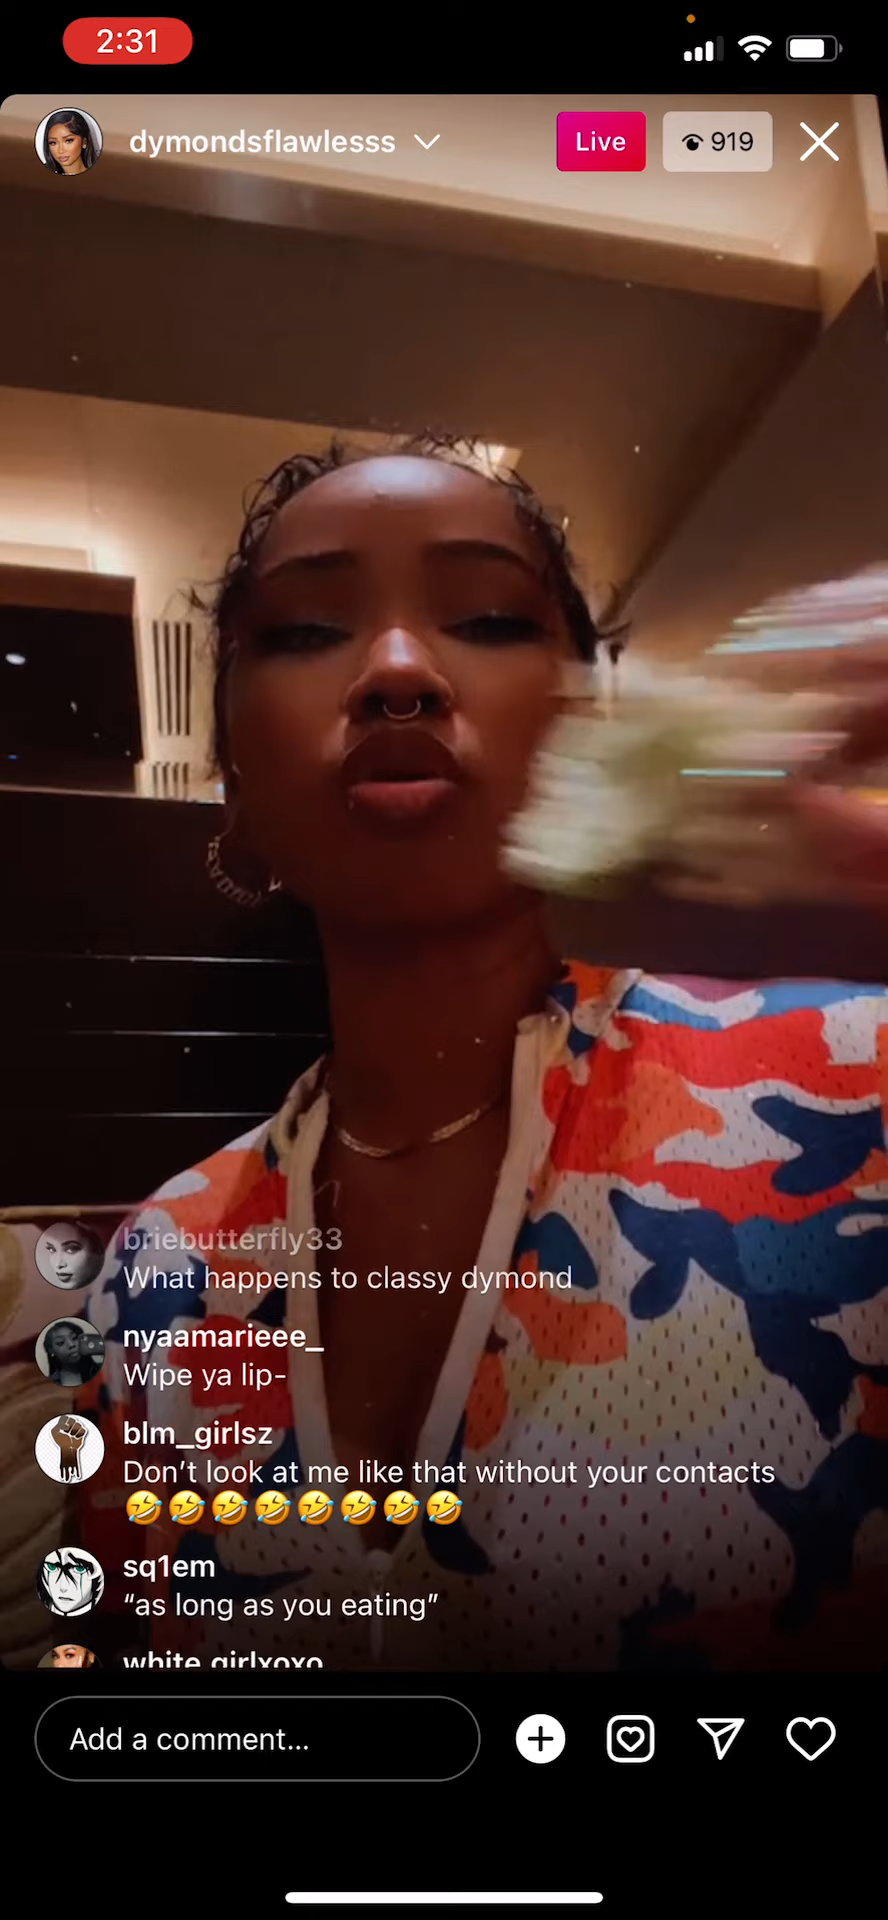 2:31
dymondsflawlesss
Live
919
briebutterfly33
What happens to classy dymond
nyaamarieee_
Wipe ya lip-
blm_girlsz
Don’t look at me like that without your contacts
🤣🤣🤣🤣🤣🤣🤣🤣
sq1em
“as long as you eating”
white_girlxoxo
Add a comment...